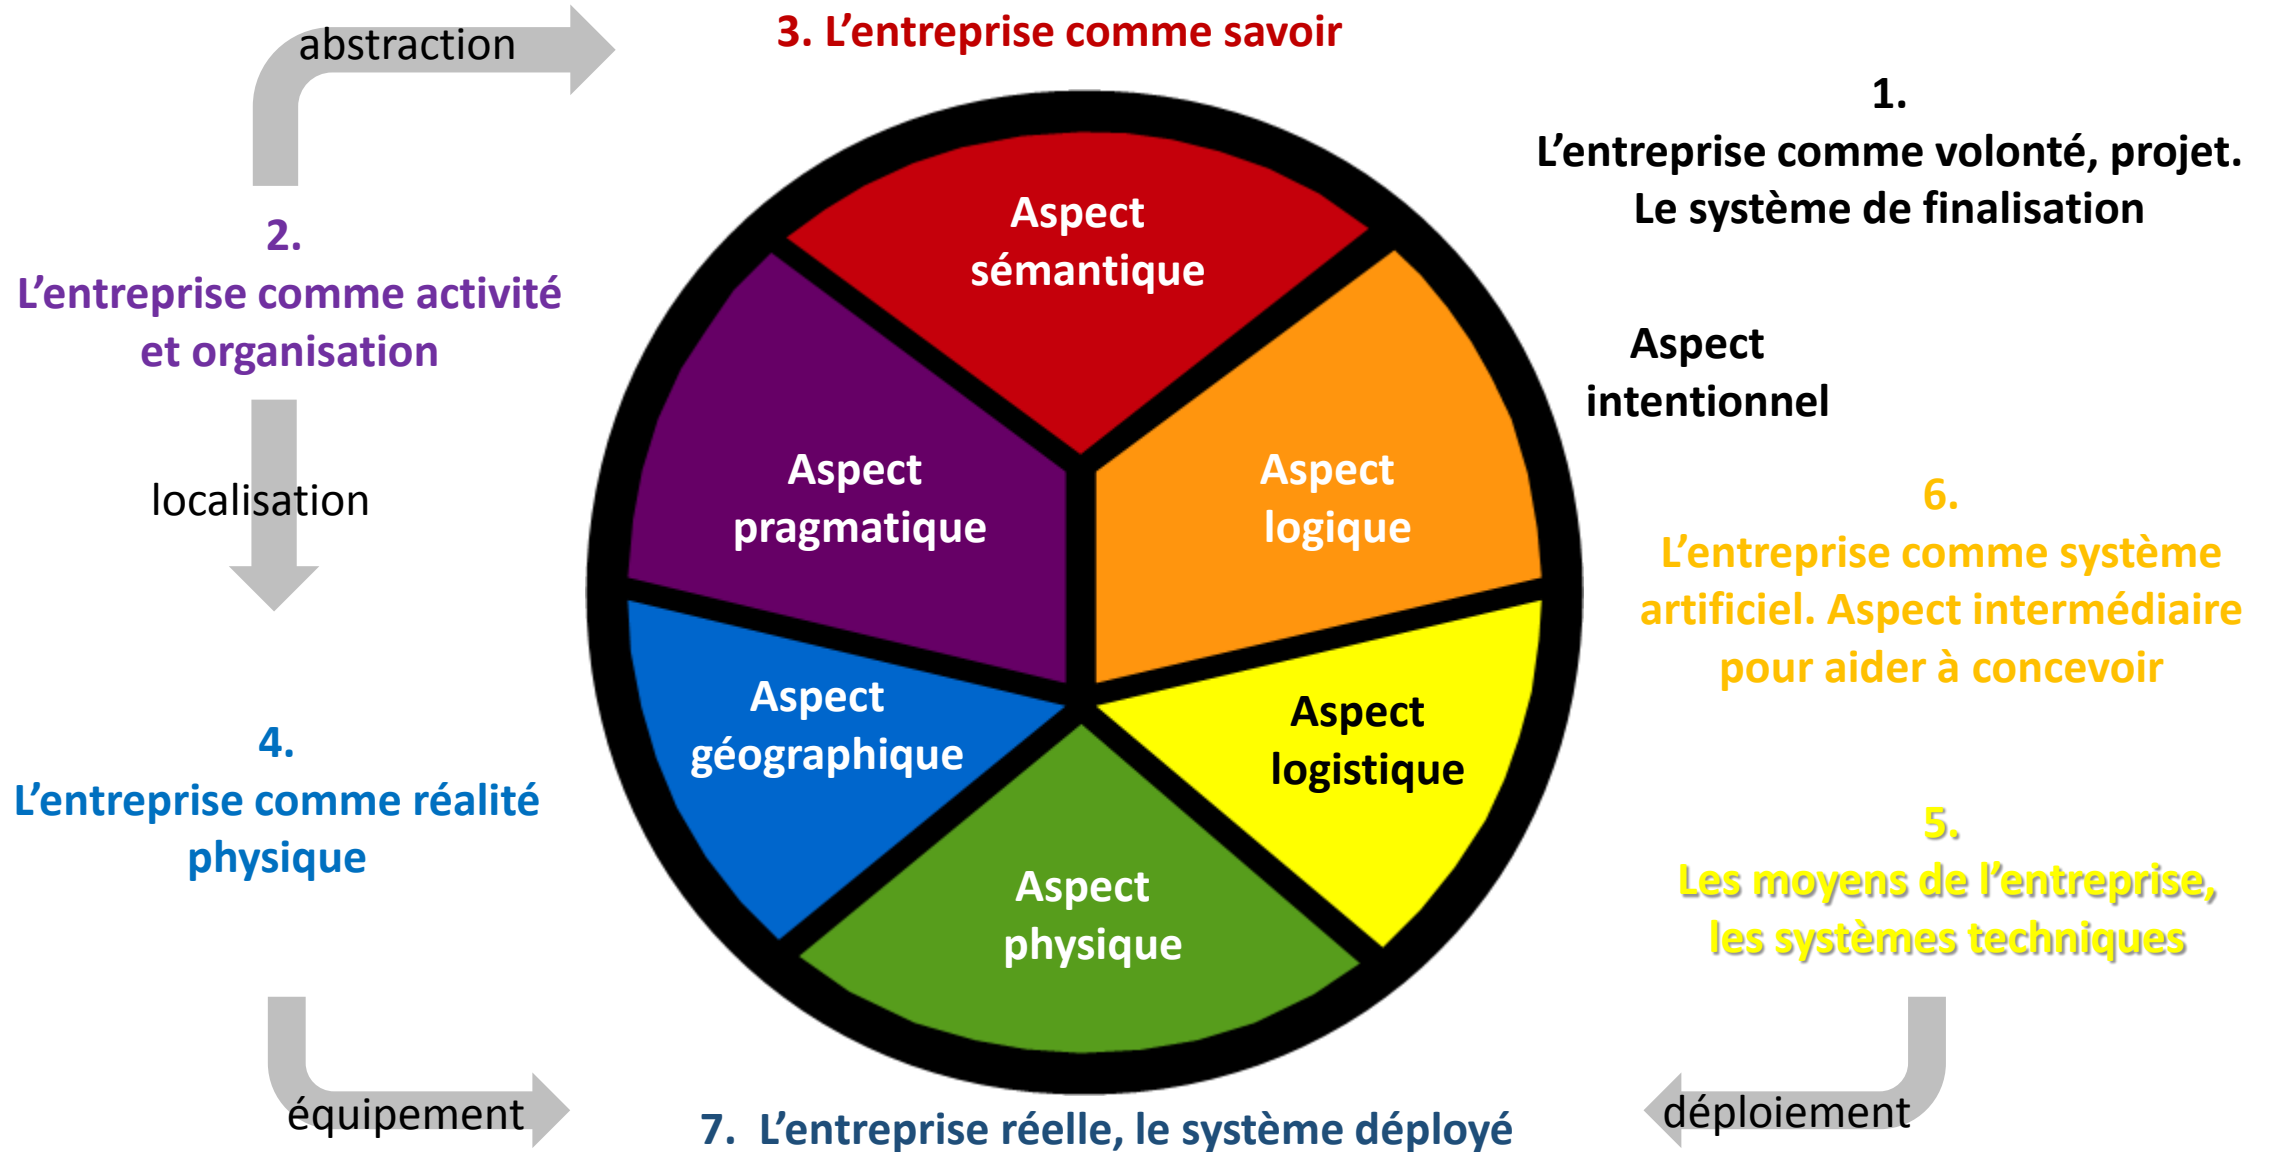 abstraction
3. L’entreprise comme savoir
1.
L’entreprise comme volonté, projet.
Le système de finalisation
2.
L’entreprise comme activité
et organisation
Aspect
sémantique
Aspect
intentionnel
localisation
Aspect
pragmatique
Aspect
logique
6.
L’entreprise comme système
artificiel. Aspect intermédiaire
pour aider à concevoir
4.
L’entreprise comme réalité
physique
Aspect
géographique
Aspect
logistique
5.
Les moyens de l’entreprise,
les systèmes techniques
Aspect
physique
équipement
7. L’entreprise réelle, le système déployé
déploiement